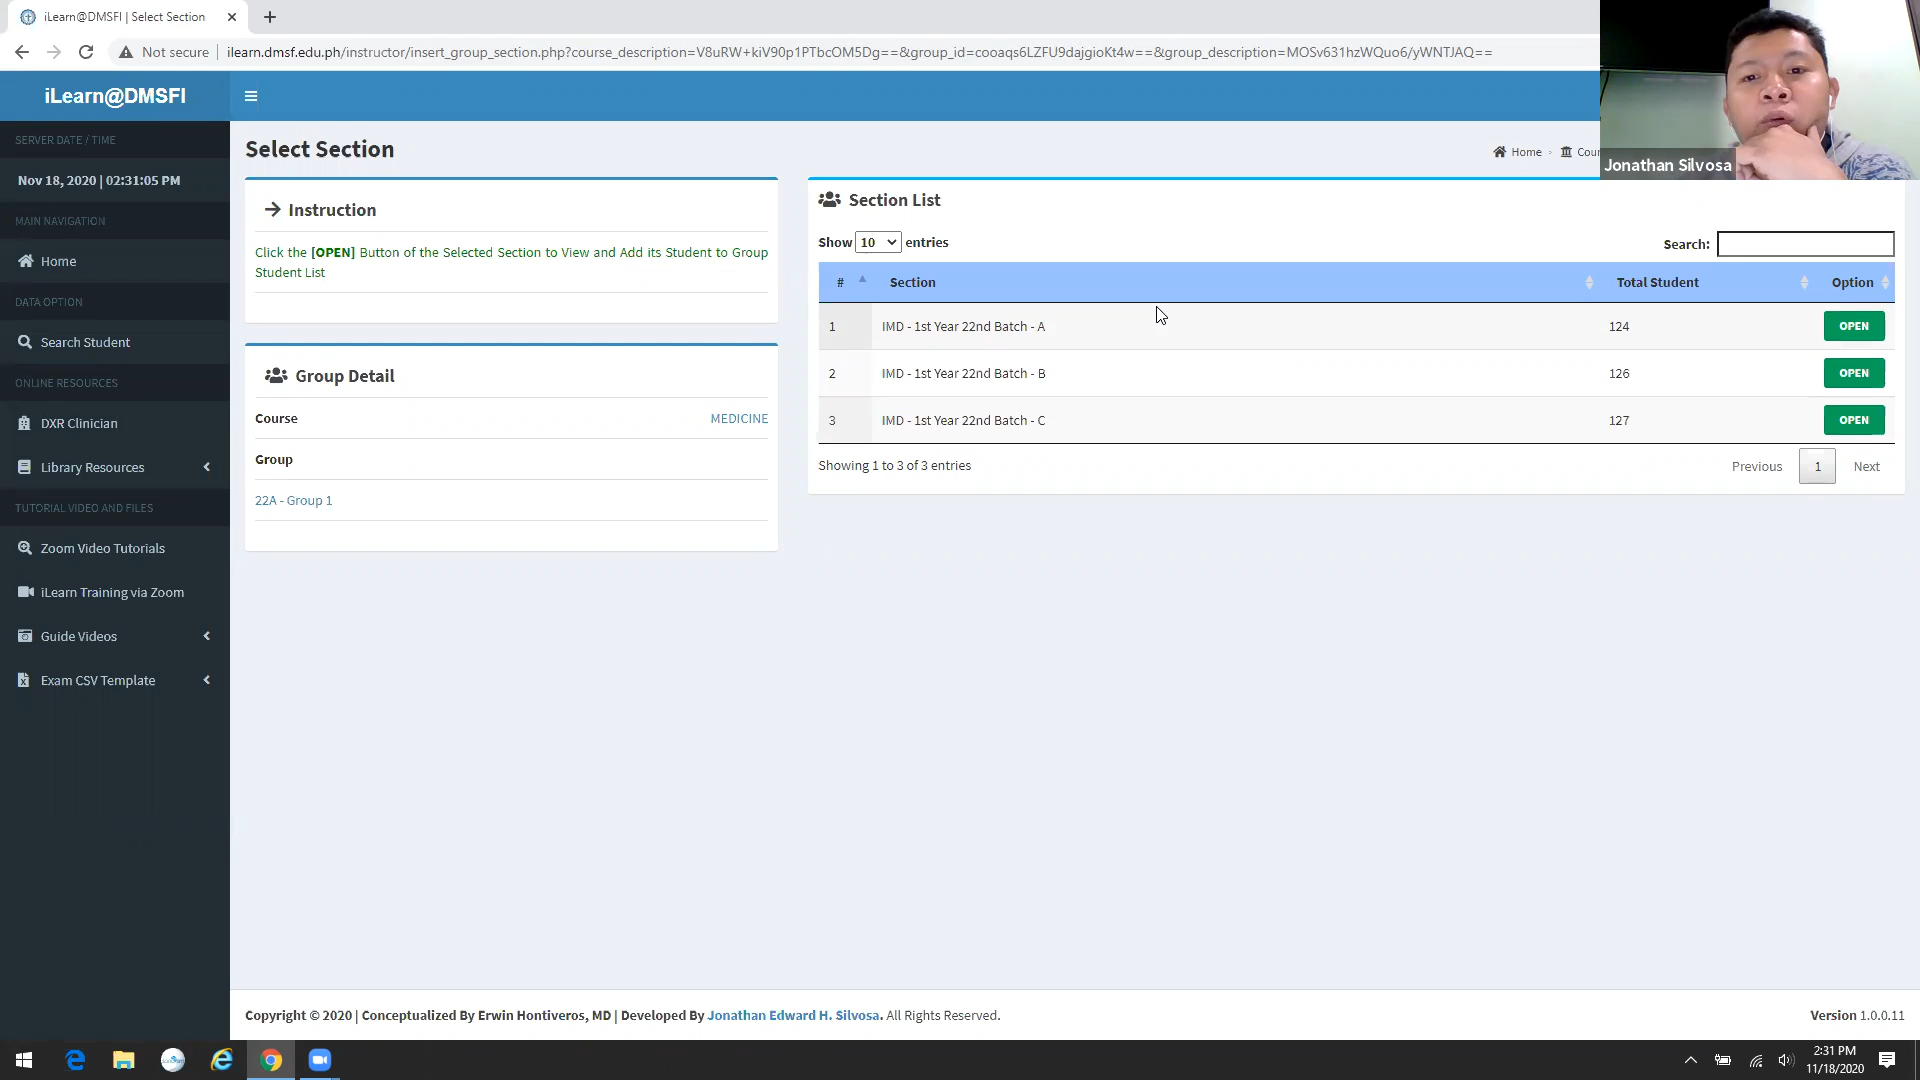 iLearn@DMSFI | Select Section
Not secure
ilearn.dmsf.edu.ph/instructor/insert_group_section.php?course_description=V8uRW+kiV90p1PTbcOM5Dg==&group_id=cooaqs6LZFU9dajgioKt4w==&group_description=MOSv631hzWQuo6/yWNTJAQ==
Jonathan Silvosa
iLearn@DMSFI
SERVER DATE / TIME
Nov 18, 2020 | 02:31:05 PM
MAIN NAVIGATION
Home
DATA OPTION
Search Student
ONLINE RESOURCES
DXR Clinician
Library Resources
TUTORIAL VIDEO AND FILES
Zoom Video Tutorials
iLearn Training via Zoom
Guide Videos
Exam CSV Template
Select Section
Home
Cou
Instruction
Click the [OPEN] Button of the Selected Section to View and Add its Student to Group
Student List
Group Detail
Course MEDICINE
Group
22A - Group 1
Section List
Show 10 entries
Search:
# Section Total Student Option
1 IMD - 1st Year 22nd Batch - A 124 OPEN
2 IMD - 1st Year 22nd Batch - B 126 OPEN
3 IMD - 1st Year 22nd Batch - C 127 OPEN
Showing 1 to 3 of 3 entries
Previous 1 Next
Copyright © 2020 | Conceptualized By Erwin Hontiveros, MD | Developed By Jonathan Edward H. Silvosa. All Rights Reserved.
Version 1.0.0.11
2:31 PM
11/18/2020